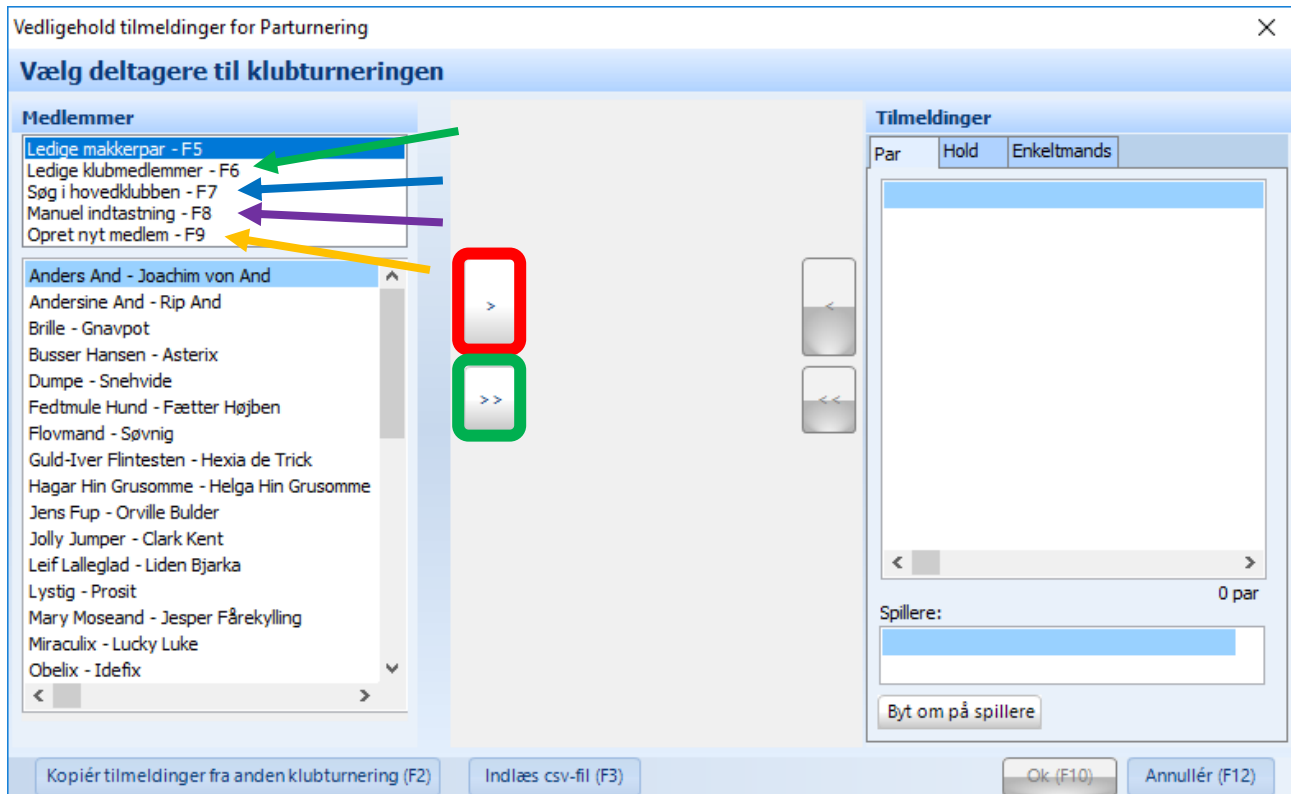 Vedligehold tilmeldinger for Parturnering
Vælg deltagere til klubturneringen
Medlemmer
Ledige makkerpar - F5
Ledige klubmedlemmer - F6
Søg i hovedklubben - F7
Manuel indtastning - F8
Opret nyt medlem - F9
Anders And - Joachim von And
Andersine And - Rip And
Brille - Gnavpot
Busser Hansen - Asterix
Dumpe - Snehvide
Fedtmule Hund - Fætter Højben
Flovmand - Søvnig
Guld-Iver Flintesten - Hexia de Trick
Hagar Hin Grusomme - Helga Hin Grusomme
Jens Fup - Orville Bulder
Jolly Jumper - Clark Kent
Leif Lalleglad - Liden Bjarka
Lystig - Prosit
Mary Moseand - Jesper Fårekylling
Miraculix - Lucky Luke
Obelix - Idefix
>
>>
<
<<
Tilmeldinger
Par Hold Enkeltmands
0 par
Spillere:
Byt om på spillere
Kopiér tilmeldinger fra anden klubturnering (F2) Indlæs csv-fil (F3) Ok (F10) Annullér (F12)